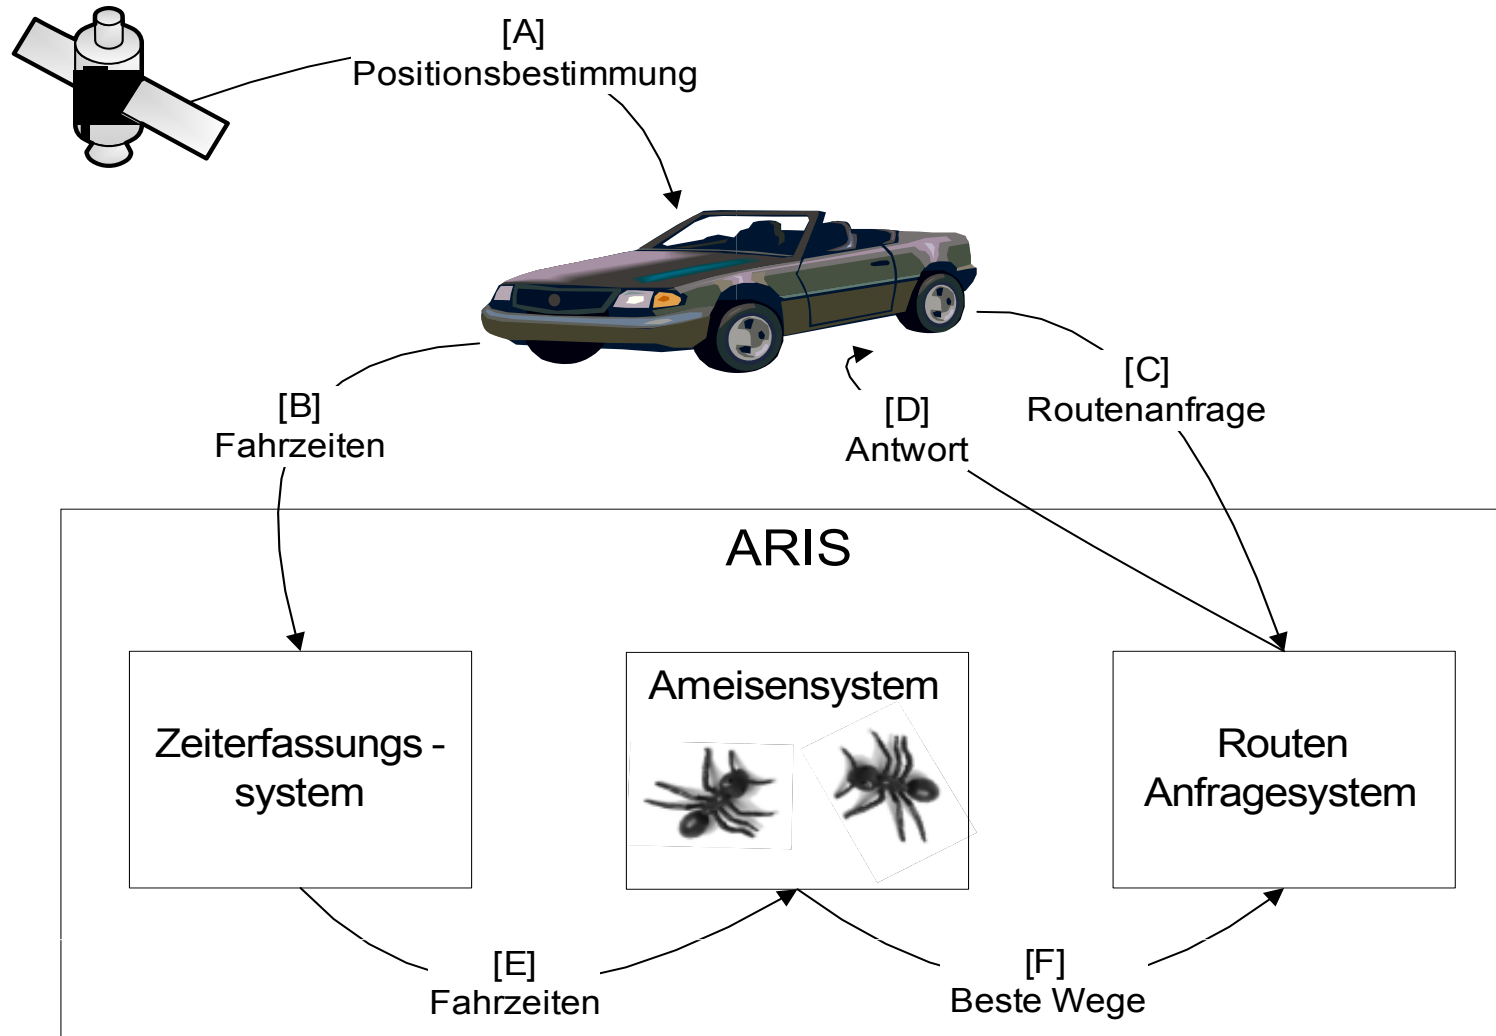 [A]
Positionsbestimmung
[B]
Fahrzeiten
[C]
Routenanfrage
[D]
Antwort
ARIS
Zeiterfassungs -
system
Ameisensystem
Routen
Anfragesystem
[E]
Fahrzeiten
[F]
Beste Wege